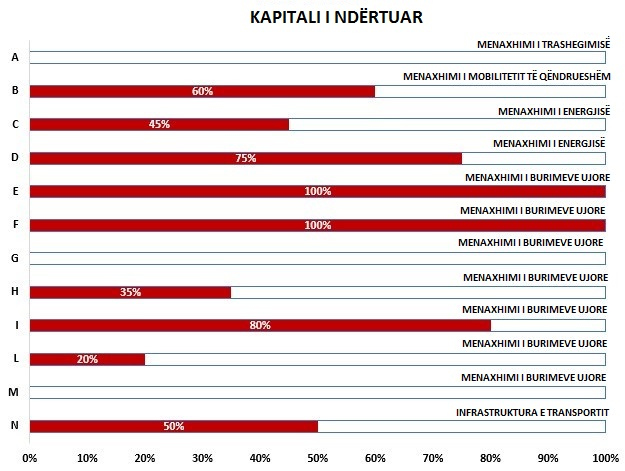 KAPITALI I NDËRTUAR
MENAXHIMI I TRASHEGIMISË
A
MENAXHIMI I MOBILITETIT TË QËNDRUESHËM
B 60%
MENAXHIMI I ENERGJISË
C 45%
MENAXHIMI I ENERGJISË
D 75%
MENAXHIMI I BURIMEVE UJORE
E 100%
MENAXHIMI I BURIMEVE UJORE
F 100%
MENAXHIMI I BURIMEVE UJORE
G
MENAXHIMI I BURIMEVE UJORE
H 35%
MENAXHIMI I BURIMEVE UJORE
I 80%
MENAXHIMI I BURIMEVE UJORE
L 20%
MENAXHIMI I BURIMEVE UJORE
M
INFRASTRUKTURA E TRANSPORTIT
N 50%
0% 10% 20% 30% 40% 50% 60% 70% 80% 90% 100%